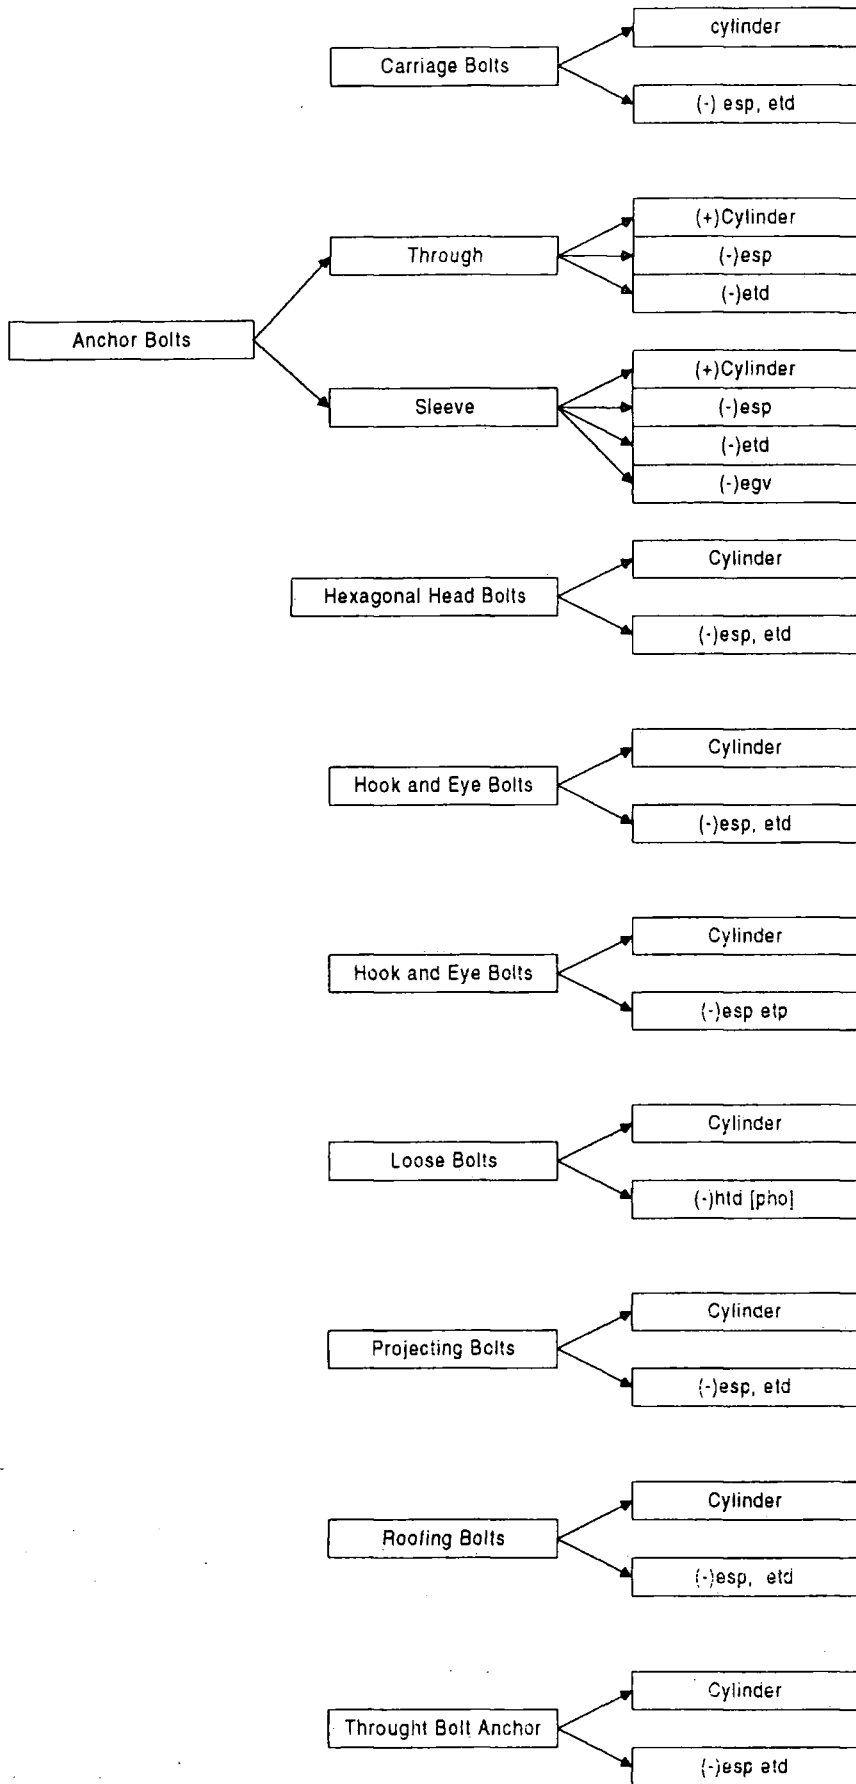 cylinder
Carriage Bolts
(-) esp, etd
(+)Cylinder
Through
(-)esp
(-)etd
Anchor Bolts
(+)Cylinder
Sleeve
(-)esp
(-)etd
(-)egv
Cylinder
Hexagonal Head Bolts
(-)esp, etd
Cylinder
Hook and Eye Bolts
(-)esp, etd
Cylinder
Hook and Eye Bolts
(-)esp etp
Cylinder
Loose Bolts
(-)htd [pho]
Cylinder
Projecting Bolts
(-)esp, etd
Cylinder
Roofing Bolts
(-)esp, etd
Cylinder
Throught Bolt Anchor
(-)esp etd